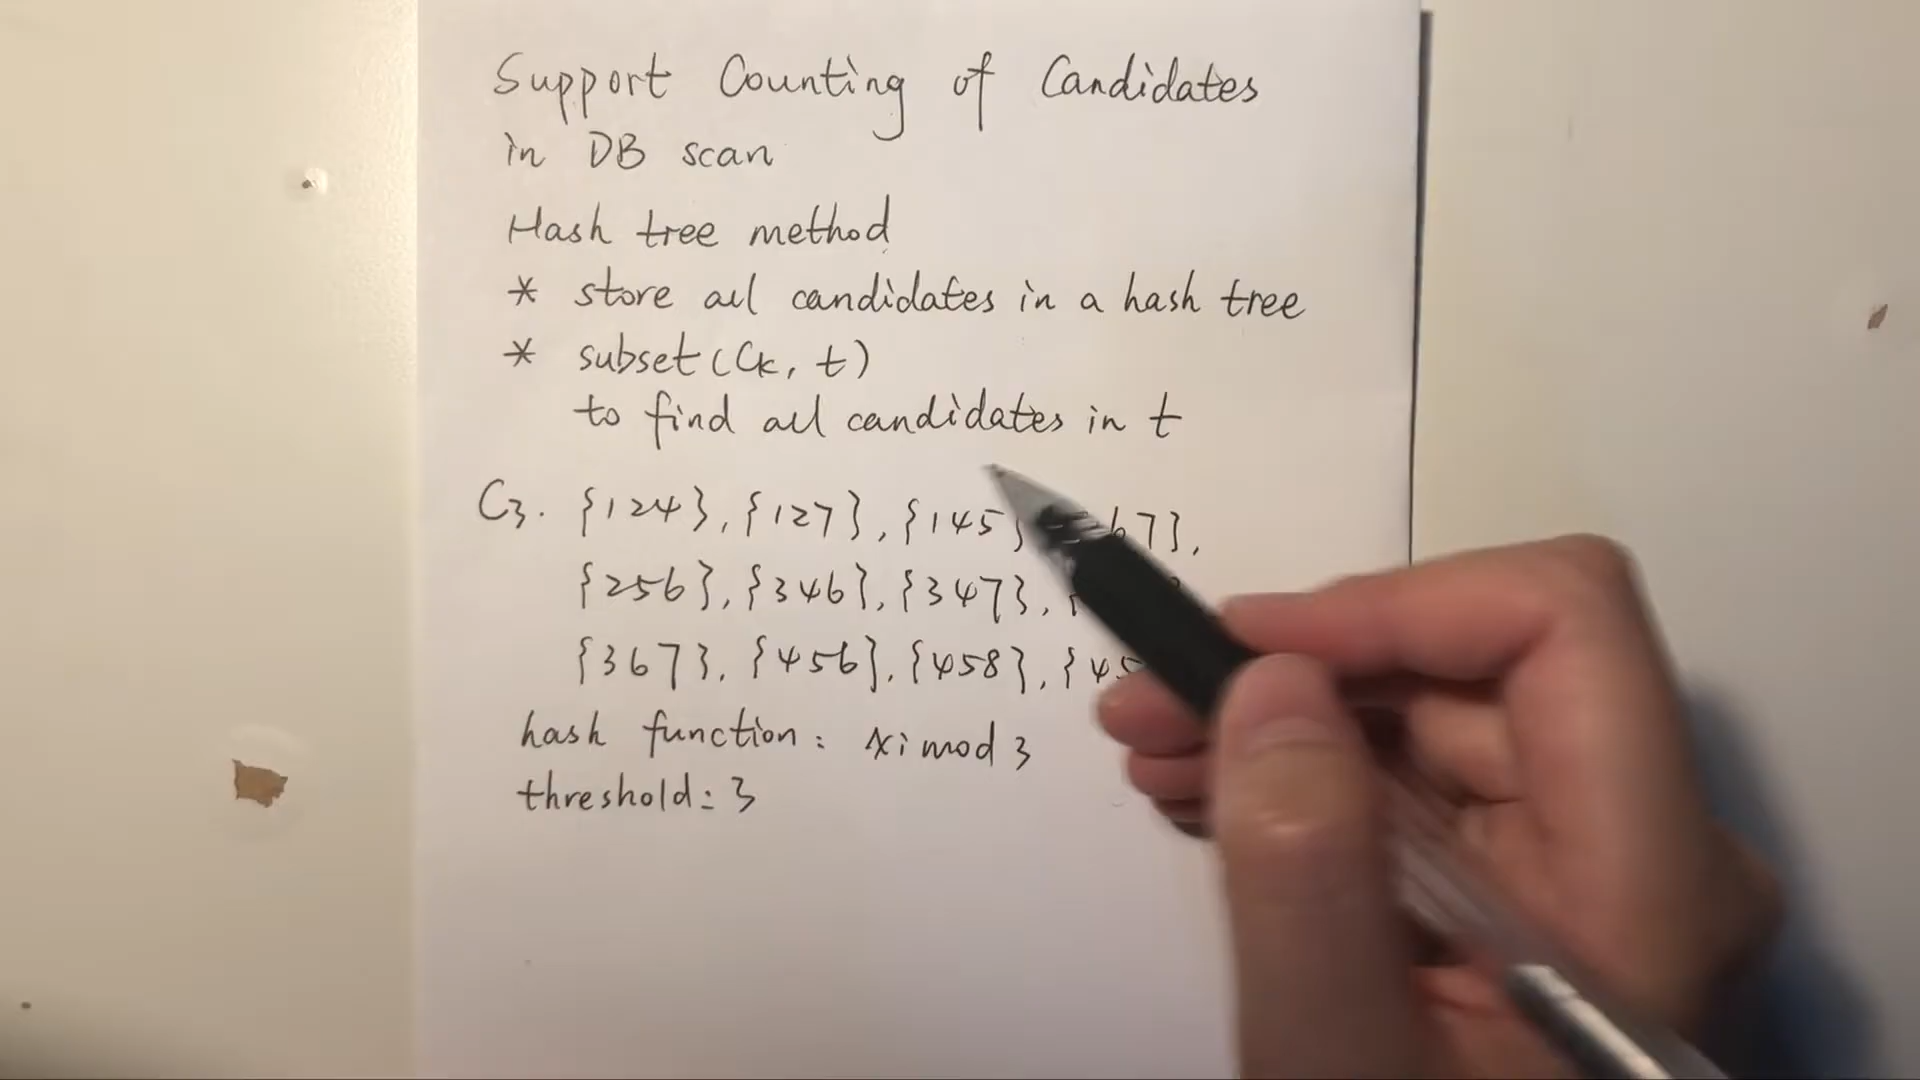 Support Counting of Candidates
in DB scan
Hash tree method
* store all candidates in a hash tree
* subset(Ck, t)
to find all candidates in t
C3. {124}, {127}, {145} 67},
{256}, {346}, {347}, {
{367}, {456}, {458}, {45
hash function: xi mod 3
threshold: 3